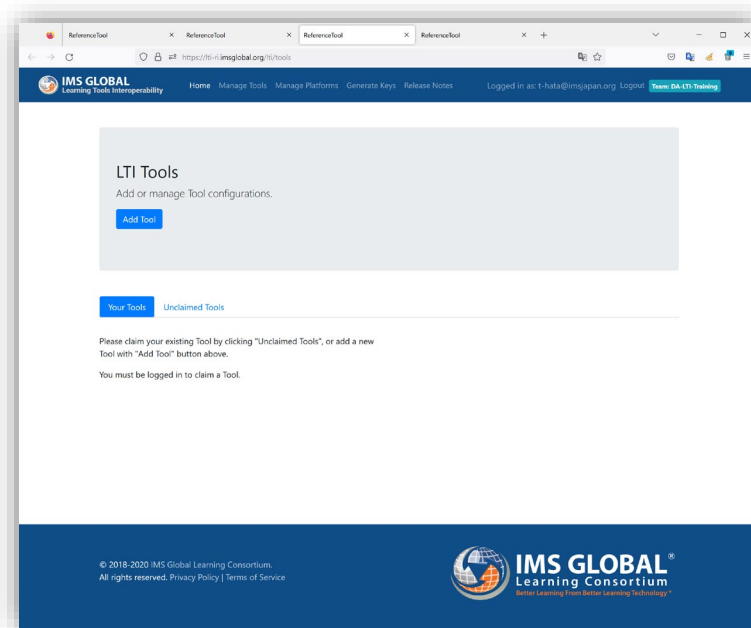 ReferenceTool
ReferenceTool
ReferenceTool
ReferenceTool
https://lti-ri.imsglobal.org/lti/tools
IMS GLOBAL
Learning Tools Interoperability
Home Manage Tools Manage Platforms Generate Keys Release Notes Logged in as: t-hata@imsjapan.org Logout Team: DA-LTI-Training
LTI Tools
Add or manage Tool configurations.
Add Tool
Your Tools Unclaimed Tools
Please claim your existing Tool by clicking "Unclaimed Tools", or add a new
Tool with "Add Tool" button above.
You must be logged in to claim a Tool.
© 2018-2020 IMS Global Learning Consortium.
All rights reserved. Privacy Policy | Terms of Service
IMS GLOBAL®
Learning Consortium
Better Learning From Better Learning Technology®